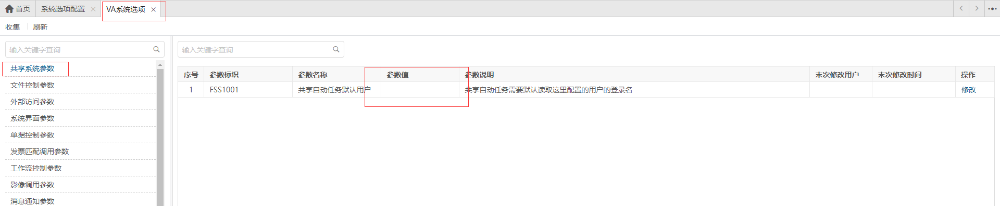 首页 系统选项配置 VA系统选项
收集 刷新
输入关键字查询 输入关键字查询
共享系统参数
文件控制参数
外部访问参数
系统界面参数
单据控制参数
发票匹配调用参数
工作流控制参数
影像调用参数
消息通知参数
序号 参数标识 参数名称 参数值 参数说明 末次修改用户 末次修改时间 操作
1 FSS1001 共享自动任务默认用户 共享自动任务需要默认读取这里配置的用户的登录名 修改